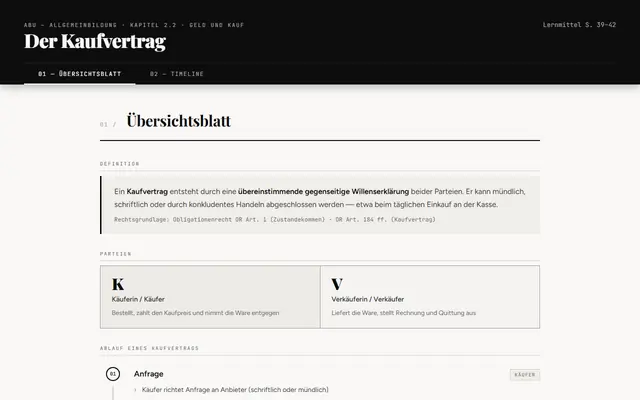 ABU — ALLGEMEINBILDUNG · KAPITEL 2.2 · GELD UND KAUF
Der Kaufvertrag
Lernmittel S. 39–42
01 — ÜBERSICHTSBLATT
02 — TIMELINE
01 /
Übersichtsblatt
DEFINITION
Ein Kaufvertrag entsteht durch eine übereinstimmende gegenseitige Willenserklärung beider Parteien. Er kann mündlich,
schriftlich oder durch konkludentes Handeln abgeschlossen werden — etwa beim täglichen Einkauf an der Kasse.
Rechtsgrundlage: Obligationenrecht OR Art. 1 (Zustandekommen) · OR Art. 184 ff. (Kaufvertrag)
PARTEIEN
K
Käuferin / Käufer
Bestellt, zahlt den Kaufpreis und nimmt die Ware entgegen
V
Verkäuferin / Verkäufer
Liefert die Ware, stellt Rechnung und Quittung aus
ABLAUF EINES KAUFVERTRAGS
01
Anfrage
KÄUFER
› Käufer richtet Anfrage an Anbieter (schriftlich oder mündlich)